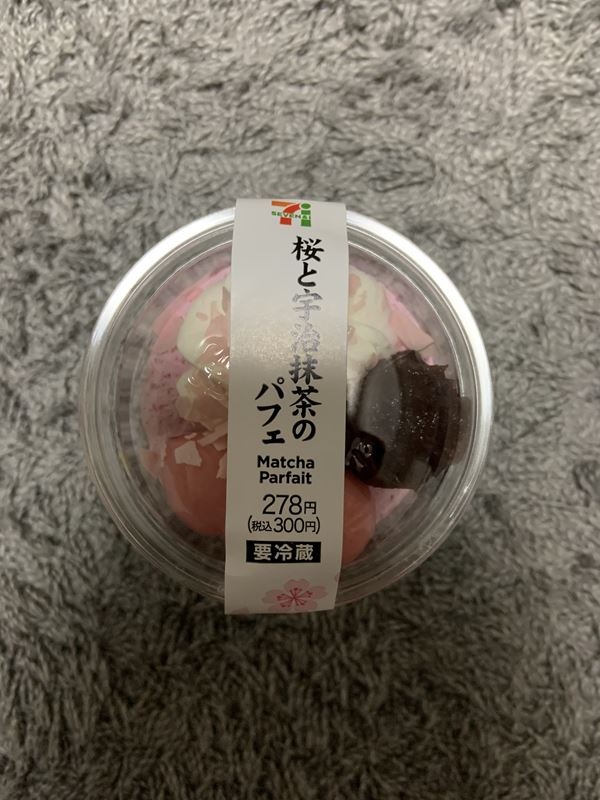 SEVEN & i
桜と宇治抹茶の
パフェ
Matcha
Parfait
278円
(税込300円)
要冷蔵